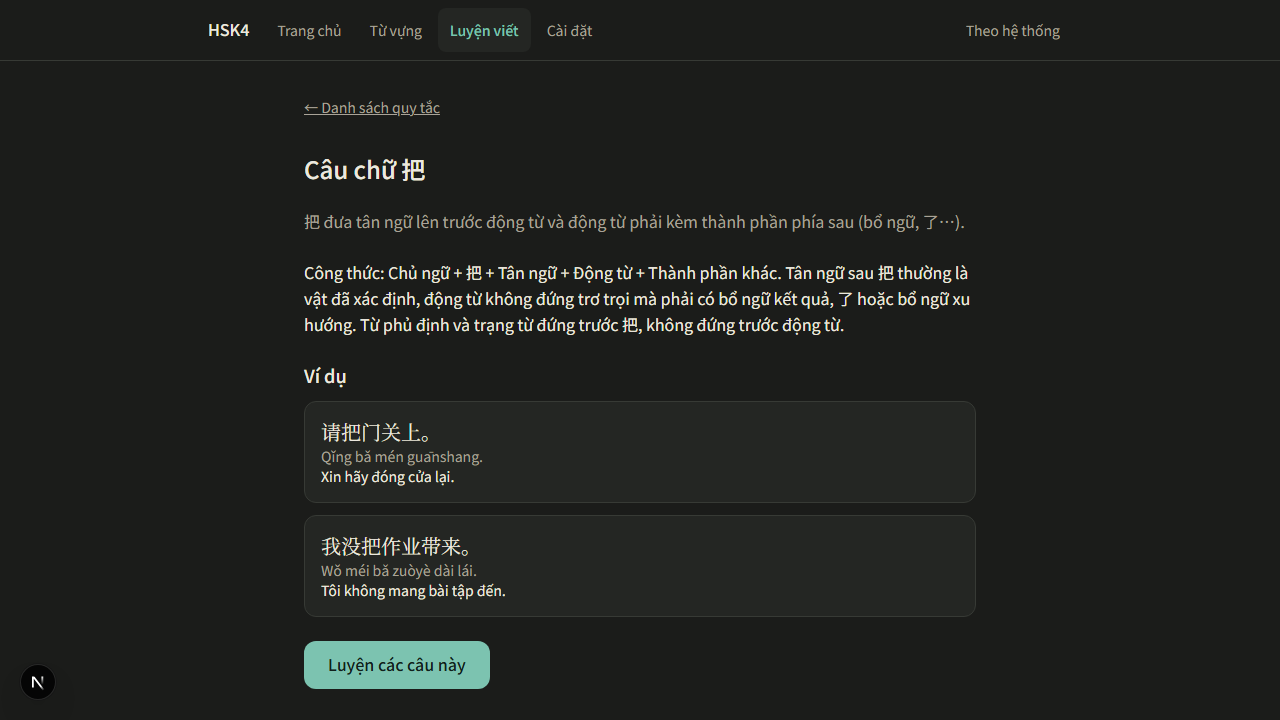 HSK4 Trang chủ Từ vựng Luyện viết Cài đặt Theo hệ thống
← Danh sách quy tắc
Câu chữ 把
把 đưa tân ngữ lên trước động từ và động từ phải kèm thành phần phía sau (bổ ngữ, 了…).
Công thức: Chủ ngữ + 把 + Tân ngữ + Động từ + Thành phần khác. Tân ngữ sau 把 thường là
vật đã xác định, động từ không đứng trơ trọi mà phải có bổ ngữ kết quả, 了 hoặc bổ ngữ xu
hướng. Từ phủ định và trạng từ đứng trước 把, không đứng trước động từ.
Ví dụ
请把门关上。
Qǐng bǎ mén guānshang.
Xin hãy đóng cửa lại.
我没把作业带来。
Wǒ méi bǎ zuòyè dài lái.
Tôi không mang bài tập đến.
Luyện các câu này
N